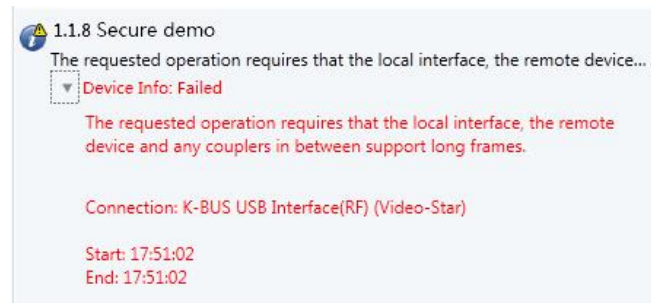 1.1.8 Secure demo
The requested operation requires that the local interface, the remote device...
Device Info: Failed
The requested operation requires that the local interface, the remote
device and any couplers in between support long frames.
Connection: K-BUS USB Interface(RF) (Video-Star)
Start: 17:51:02
End: 17:51:02